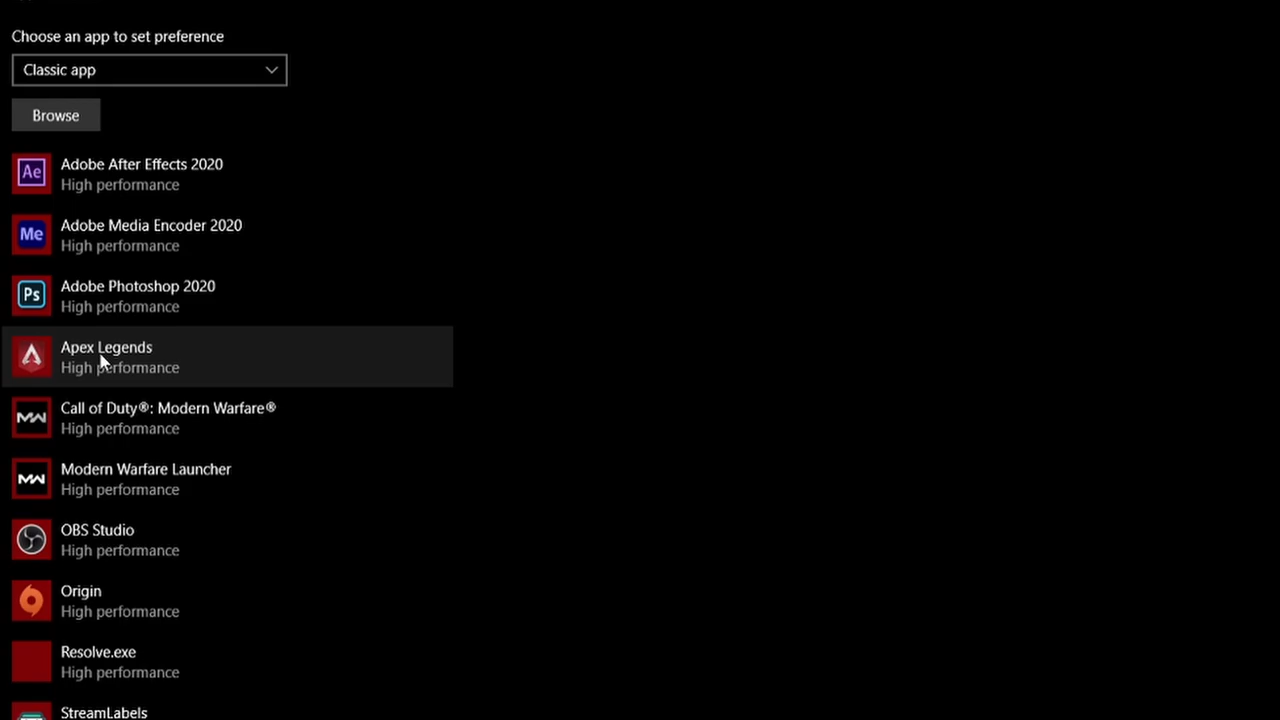 Choose an app to set preference
Classic app
Browse
Ae
Adobe After Effects 2020
High performance
Me
Adobe Media Encoder 2020
High performance
Ps
Adobe Photoshop 2020
High performance
Apex Legends
High performance
MW
Call of Duty®: Modern Warfare®
High performance
MW
Modern Warfare Launcher
High performance
OBS Studio
High performance
Origin
High performance
Resolve.exe
High performance
StreamLabels